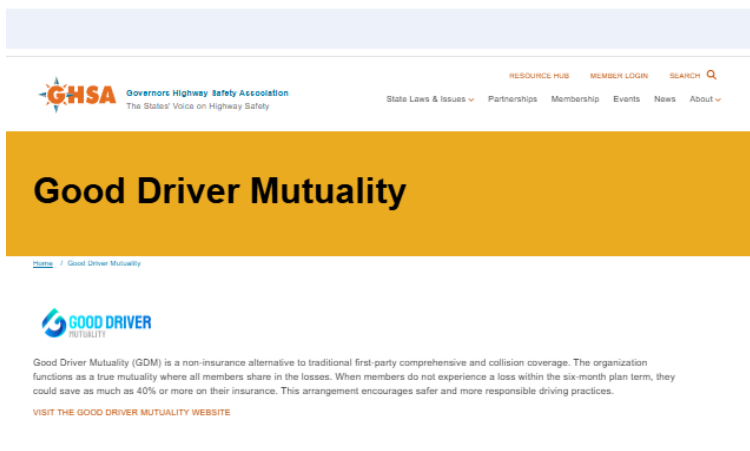 RESOURCE HUB MEMBER LOGIN SEARCH
GHSA Governors Highway Safety Association
The States' Voice on Highway Safety
State Laws & Issues Partnerships Membership Events News About
Good Driver Mutuality
Home / Good Driver Mutuality
GOOD DRIVER
MUTUALITY
Good Driver Mutuality (GDM) is a non-insurance alternative to traditional first-party comprehensive and collision coverage. The organization
functions as a true mutuality where all members share in the losses. When members do not experience a loss within the six-month plan term, they
could save as much as 40% or more on their insurance. This arrangement encourages safer and more responsible driving practices.
VISIT THE GOOD DRIVER MUTUALITY WEBSITE